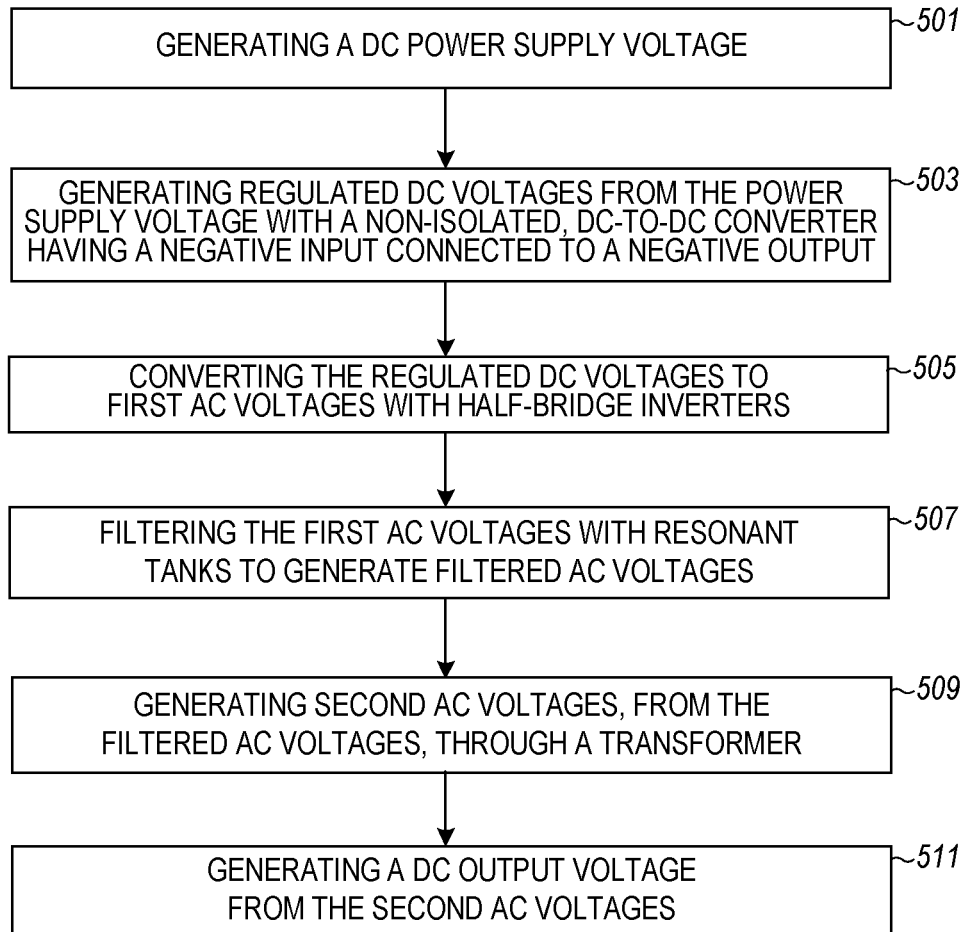 GENERATING A DC POWER SUPPLY VOLTAGE
~501
GENERATING REGULATED DC VOLTAGES FROM THE POWER
SUPPLY VOLTAGE WITH A NON-ISOLATED, DC-TO-DC CONVERTER
HAVING A NEGATIVE INPUT CONNECTED TO A NEGATIVE OUTPUT
~503
CONVERTING THE REGULATED DC VOLTAGES TO
FIRST AC VOLTAGES WITH HALF-BRIDGE INVERTERS
~505
FILTERING THE FIRST AC VOLTAGES WITH RESONANT
TANKS TO GENERATE FILTERED AC VOLTAGES
~507
GENERATING SECOND AC VOLTAGES, FROM THE
FILTERED AC VOLTAGES, THROUGH A TRANSFORMER
~509
GENERATING A DC OUTPUT VOLTAGE
FROM THE SECOND AC VOLTAGES
~511